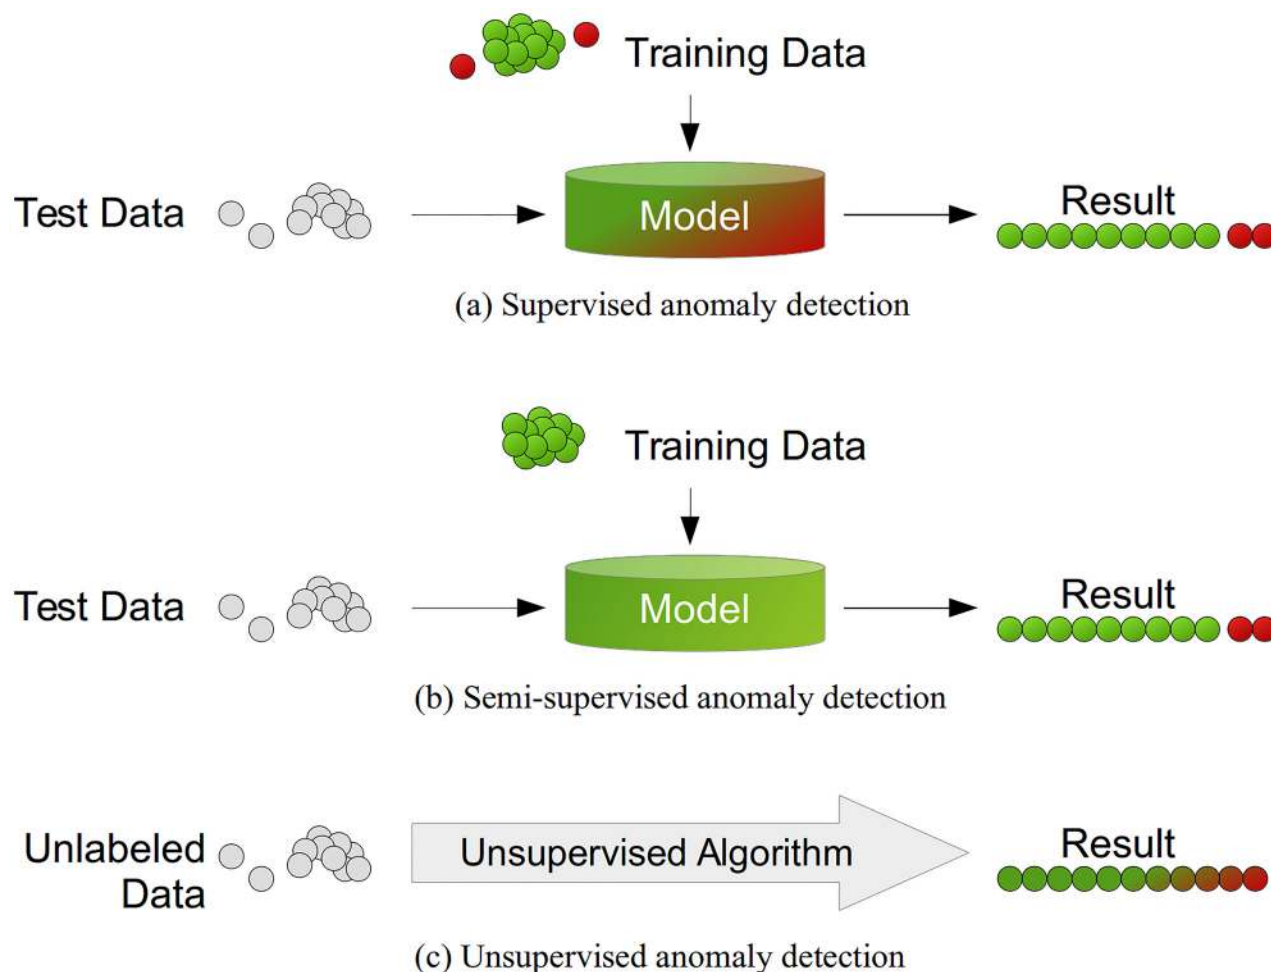 Training Data
Test Data
Model
Result
(a) Supervised anomaly detection
Training Data
Test Data
Model
Result
(b) Semi-supervised anomaly detection
Unlabeled
Data
Unsupervised Algorithm
Result
(c) Unsupervised anomaly detection